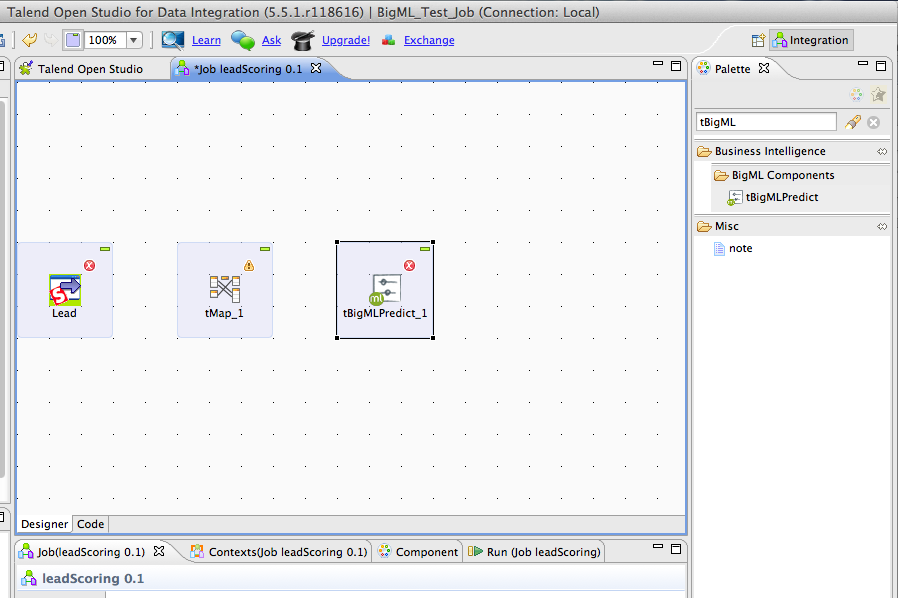 Talend Open Studio for Data Integration (5.5.1.r118616) | BigML_Test_Job (Connection: Local)
100% Learn Ask Upgrade! Exchange Integration
Talend Open Studio *Job leadScoring 0.1 Palette
tBigML
Business Intelligence
BigML Components
tBigMLPredict
Misc
note
Lead tMap_1 tBigMLPredict_1
Designer Code
Job(leadScoring 0.1) Contexts(Job leadScoring 0.1) Component Run (Job leadScoring)
leadScoring 0.1